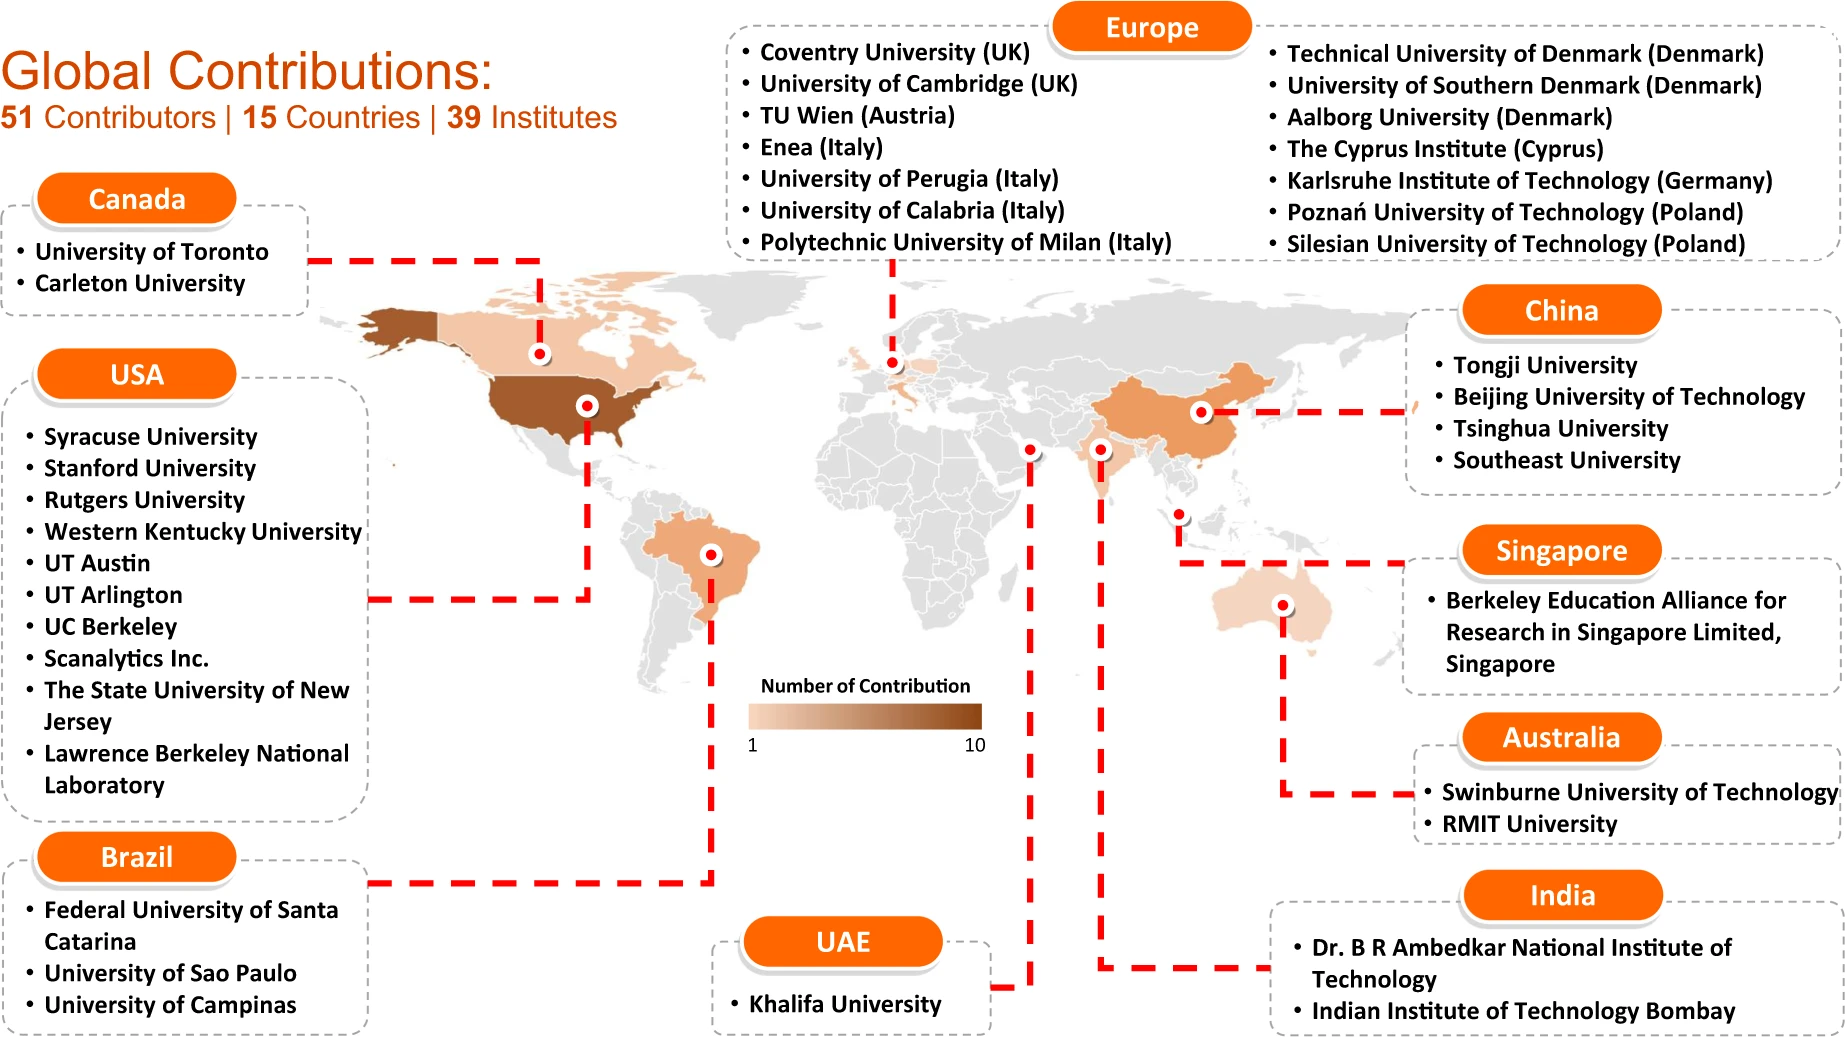 Global Contributions:
51 Contributors | 15 Countries | 39 Institutes
Europe
• Coventry University (UK)
• University of Cambridge (UK)
• TU Wien (Austria)
• Enea (Italy)
• University of Perugia (Italy)
• University of Calabria (Italy)
• Polytechnic University of Milan (Italy)
• Technical University of Denmark (Denmark)
• University of Southern Denmark (Denmark)
• Aalborg University (Denmark)
• The Cyprus Institute (Cyprus)
• Karlsruhe Institute of Technology (Germany)
• Poznań University of Technology (Poland)
• Silesian University of Technology (Poland)
Canada
• University of Toronto
• Carleton University
USA
• Syracuse University
• Stanford University
• Rutgers University
• Western Kentucky University
• UT Austin
• UT Arlington
• UC Berkeley
• Scanalytics Inc.
• The State University of New
Jersey
• Lawrence Berkeley National
Laboratory
Brazil
• Federal University of Santa
Catarina
• University of Sao Paulo
• University of Campinas
Number of Contribution
1 10
UAE
• Khalifa University
China
• Tongji University
• Beijing University of Technology
• Tsinghua University
• Southeast University
Singapore
• Berkeley Education Alliance for
Research in Singapore Limited,
Singapore
Australia
• Swinburne University of Technology
• RMIT University
India
• Dr. B R Ambedkar National Institute of
Technology
• Indian Institute of Technology Bombay